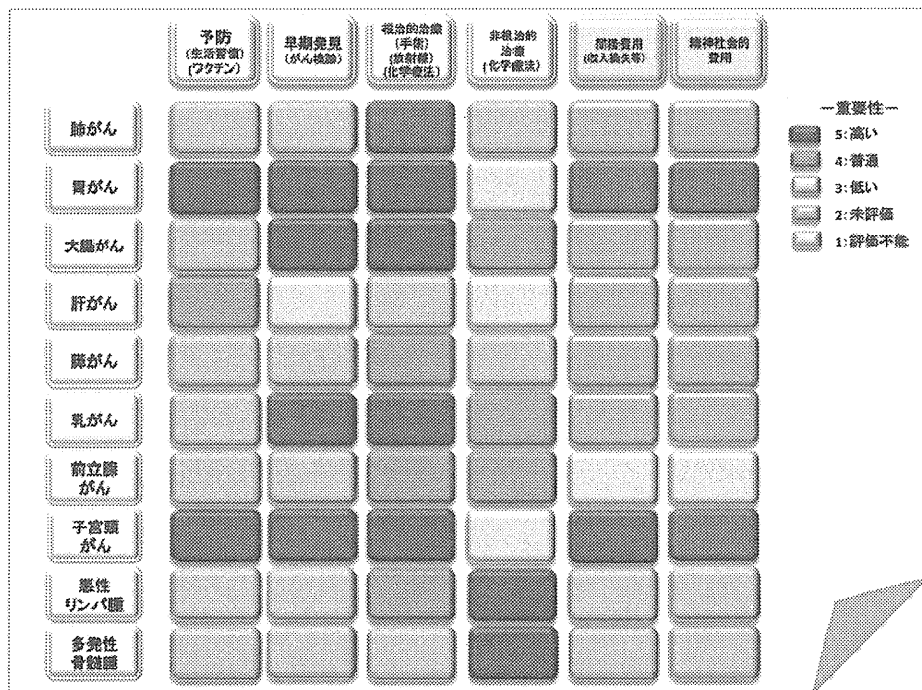 予防
(生活習慣)
(ワクチン)
早期発見
(がん検診)
根治的治療
(手術)
(放射線)
(化学療法)
非根治的
治療
(化学療法)
間接費用
(収入損失等)
精神社会的
費用
肺がん
胃がん
大腸がん
肝がん
膵がん
乳がん
前立腺
がん
子宮頸
がん
悪性
リンパ腫
多発性
骨髄腫
―重要性―
5:高い
4:普通
3:低い
2:未評価
1:評価不能